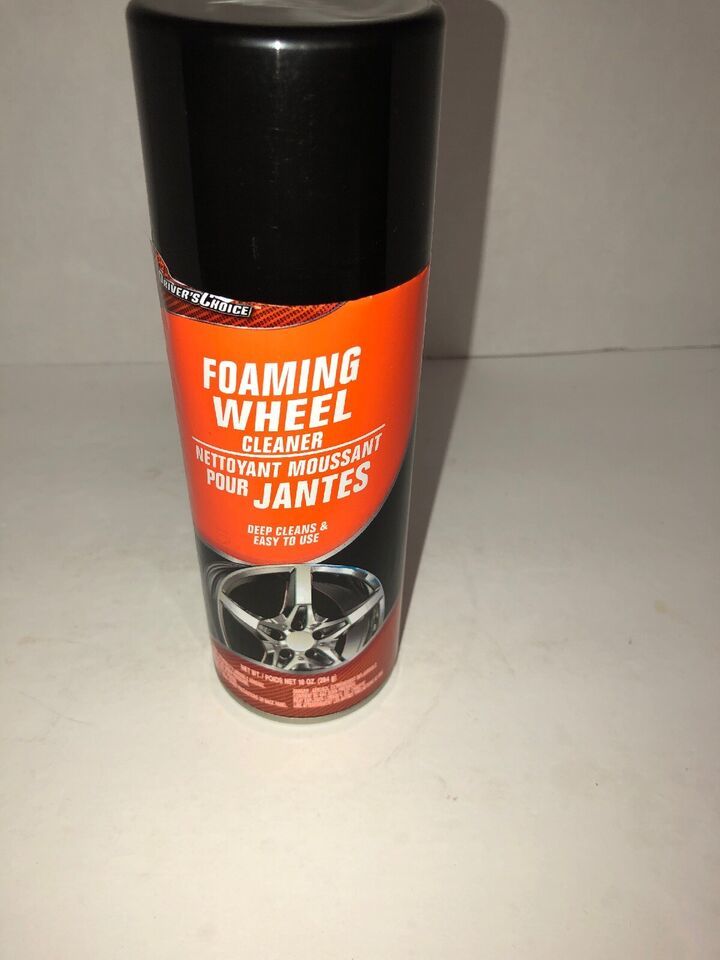 DRIVER'S CHOICE
FOAMING
WHEEL
CLEANER
NETTOYANT MOUSSANT
POUR JANTES
DEEP CLEANS &
EASY TO USE
NET WT. / POIDS NET 10 OZ. (284 g)